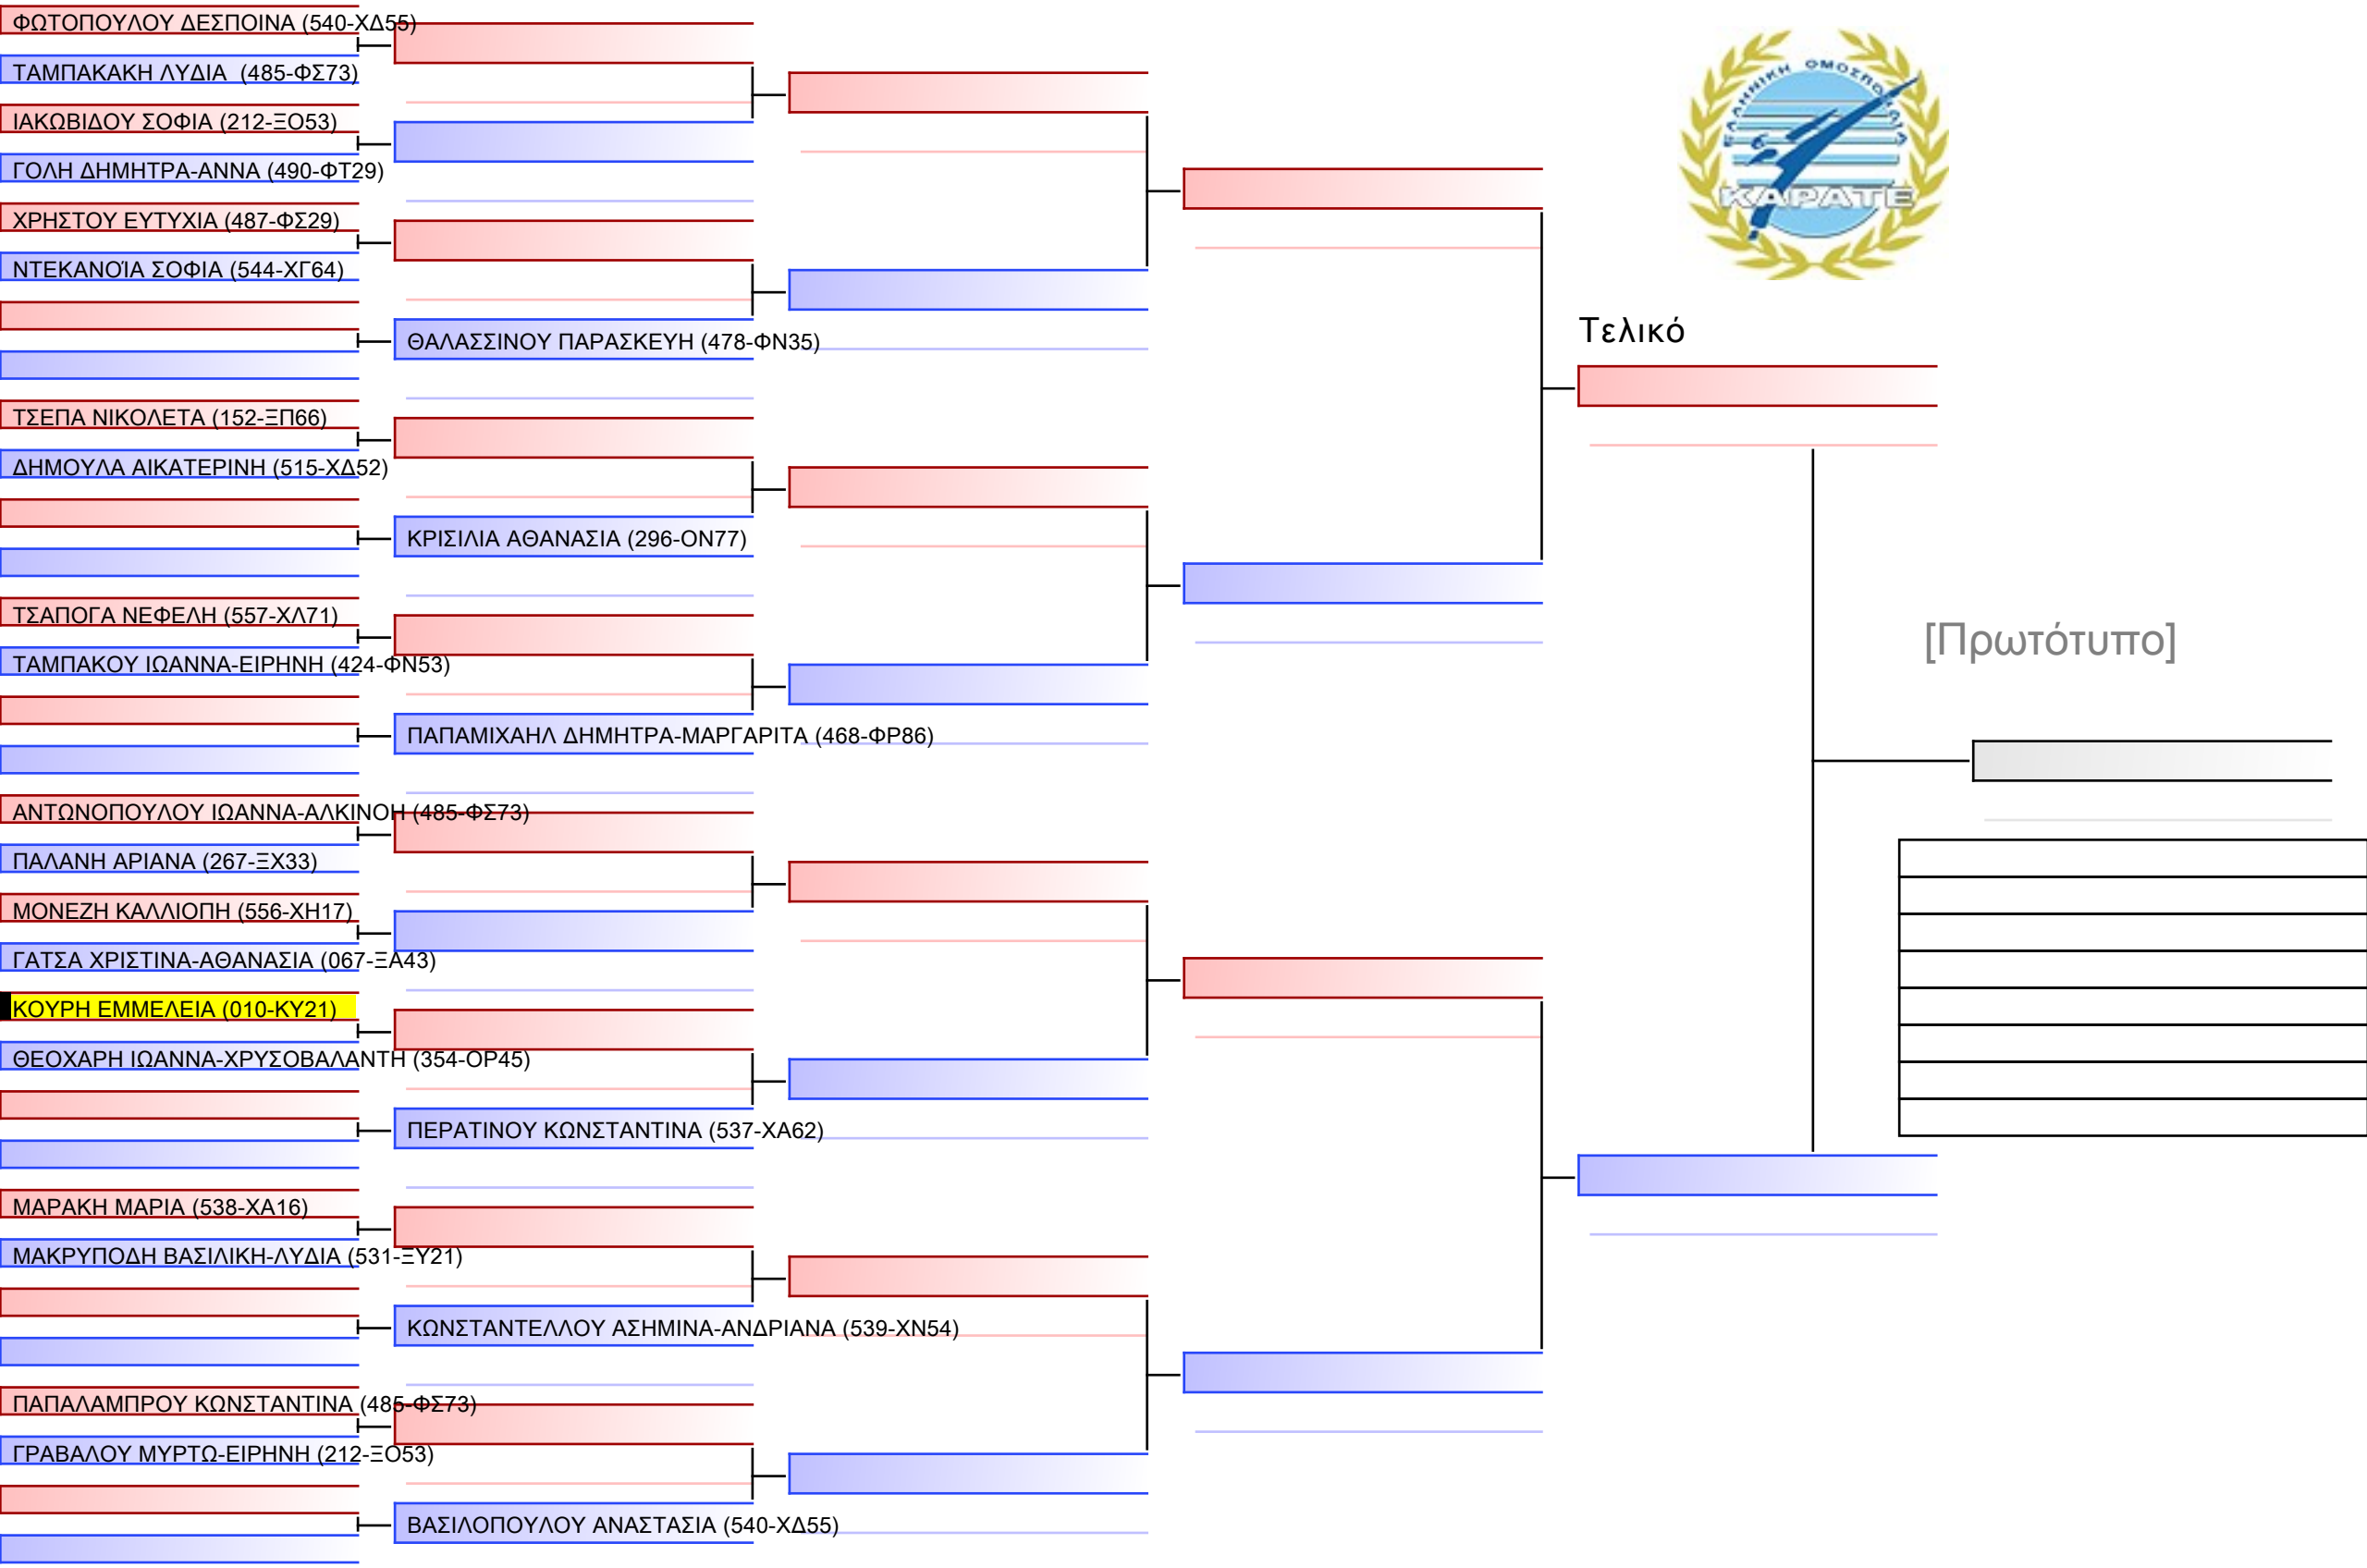 ΦΩΤΟΠΟΥΛΟΥ ΔΕΣΠΟΙΝΑ (540-ΧΔ55)
ΤΑΜΠΑΚΑΚΗ ΛΥΔΙΑ (485-ΦΣ73)
ΙΑΚΩΒΙΔΟΥ ΣΟΦΙΑ (212-ΞΟ53)
ΓΟΛΗ ΔΗΜΗΤΡΑ-ΑΝΝΑ (490-ΦΤ29)
ΧΡΗΣΤΟΥ ΕΥΤΥΧΙΑ (487-ΦΣ29)
ΝΤΕΚΑΝΟΊΑ ΣΟΦΙΑ (544-ΧΓ64)
ΤΣΕΠΑ ΝΙΚΟΛΕΤΑ (152-ΞΠ66)
ΔΗΜΟΥΛΑ ΑΙΚΑΤΕΡΙΝΗ (515-ΧΔ52)
ΤΣΑΠΟΓΑ ΝΕΦΕΛΗ (557-ΧΛ71)
ΤΑΜΠΑΚΟΥ ΙΩΑΝΝΑ-ΕΙΡΗΝΗ (424-ΦΝ53)
ΑΝΤΩΝΟΠΟΥΛΟΥ ΙΩΑΝΝΑ-ΑΛΚΙΝΟΗ (485-ΦΣ73)
ΠΑΛΑΝΗ ΑΡΙΑΝΑ (267-ΞΧ33)
ΜΟΝΕΖΗ ΚΑΛΛΙΟΠΗ (556-ΧΗ17)
ΓΑΤΣΑ ΧΡΙΣΤΙΝΑ-ΑΘΑΝΑΣΙΑ (067-ΞΑ43)
ΚΟΥΡΗ ΕΜΜΕΛΕΙΑ (010-ΚΥ21)
ΘΕΟΧΑΡΗ ΙΩΑΝΝΑ-ΧΡΥΣΟΒΑΛΑΝΤΗ (354-ΟΡ45)
ΜΑΡΑΚΗ ΜΑΡΙΑ (538-ΧΑ16)
ΜΑΚΡΥΠΟΔΗ ΒΑΣΙΛΙΚΗ-ΛΥΔΙΑ (531-ΞΥ21)
ΠΑΠΑΛΑΜΠΡΟΥ ΚΩΝΣΤΑΝΤΙΝΑ (485-ΦΣ73)
ΓΡΑΒΑΛΟΥ ΜΥΡΤΩ-ΕΙΡΗΝΗ (212-ΞΟ53)
ΘΑΛΑΣΣΙΝΟΥ ΠΑΡΑΣΚΕΥΗ (478-ΦΝ35)
ΚΡΙΣΙΛΙΑ ΑΘΑΝΑΣΙΑ (296-ΟΝ77)
ΠΑΠΑΜΙΧΑΗΛ ΔΗΜΗΤΡΑ-ΜΑΡΓΑΡΙΤΑ (468-ΦΡ86)
ΠΕΡΑΤΙΝΟΥ ΚΩΝΣΤΑΝΤΙΝΑ (537-ΧΑ62)
ΚΩΝΣΤΑΝΤΕΛΛΟΥ ΑΣΗΜΙΝΑ-ΑΝΔΡΙΑΝΑ (539-ΧΝ54)
ΒΑΣΙΛΟΠΟΥΛΟΥ ΑΝΑΣΤΑΣΙΑ (540-ΧΔ55)
ΕΛΛΗΝΙΚΗ ΟΜΟΣΠΟΝΔΙΑ
ΚΑΡΑΤΕ
Τελικό
[Πρωτότυπο]